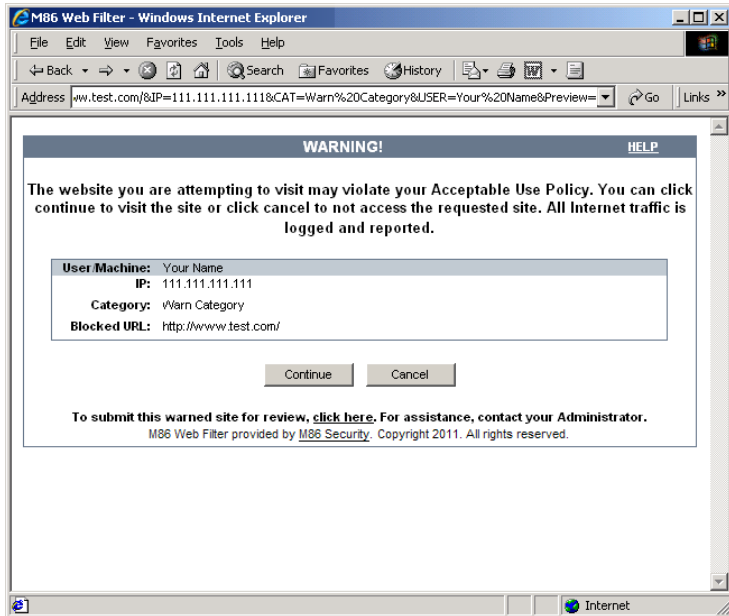 M86 Web Filter - Windows Internet Explorer
File Edit View Favorites Tools Help
Back Search Favorites History
Address ww.test.com/&IP=111.111.111.111&CAT=Warn%20Category&USER=Your%20Name&Preview= Go Links »
WARNING! HELP
The website you are attempting to visit may violate your Acceptable Use Policy. You can click
continue to visit the site or click cancel to not access the requested site. All Internet traffic is
logged and reported.
User/Machine: Your Name
IP: 111.111.111.111
Category: Warn Category
Blocked URL: http://www.test.com/
Continue Cancel
To submit this warned site for review, click here. For assistance, contact your Administrator.
M86 Web Filter provided by M86 Security. Copyright 2011. All rights reserved.
Internet